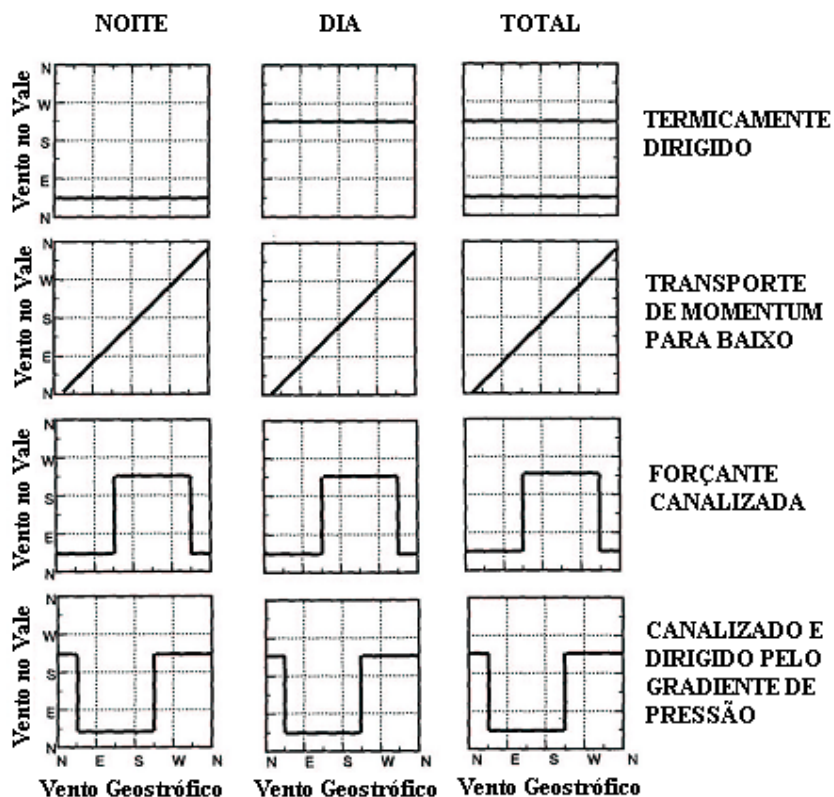 NOITE DIA TOTAL
Vento no Vale
N
W
S
E
N
TERMICAMENTE
DIRIGIDO
Vento no Vale
N
W
S
E
N
TRANSPORTE
DE MOMENTUM
PARA BAIXO
Vento no Vale
N
W
S
E
N
FORÇANTE
CANALIZADA
Vento no Vale
N
W
S
E
N
CANALIZADO E
DIRIGIDO PELO
GRADIENTE DE
PRESSÃO
N E S W N E S W N E S W N
Vento Geostrófico Vento Geostrófico Vento Geostrófico